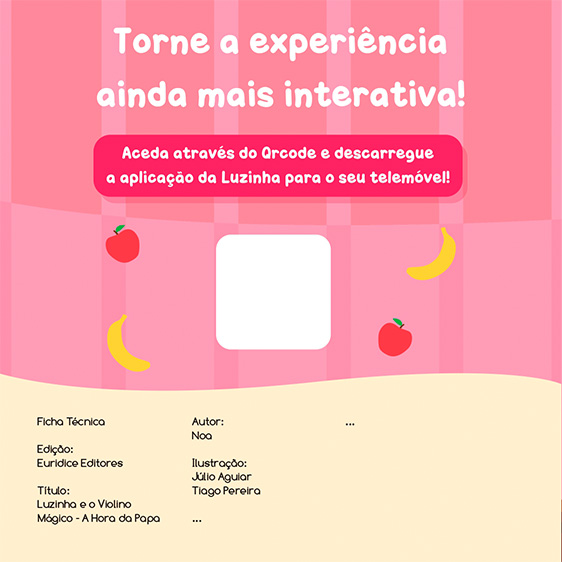 Torne a experiência
ainda mais interativa!
Aceda através do Qrcode e descarregue
a aplicação da Luzinha para o seu telemóvel!
Ficha Técnica
Edição:
Euridice Editores
Título:
Luzinha e o Violino
Mágico - A Hora da Papa
Autor:
Noa
Ilustração:
Júlio Aguiar
Tiago Pereira
...
...